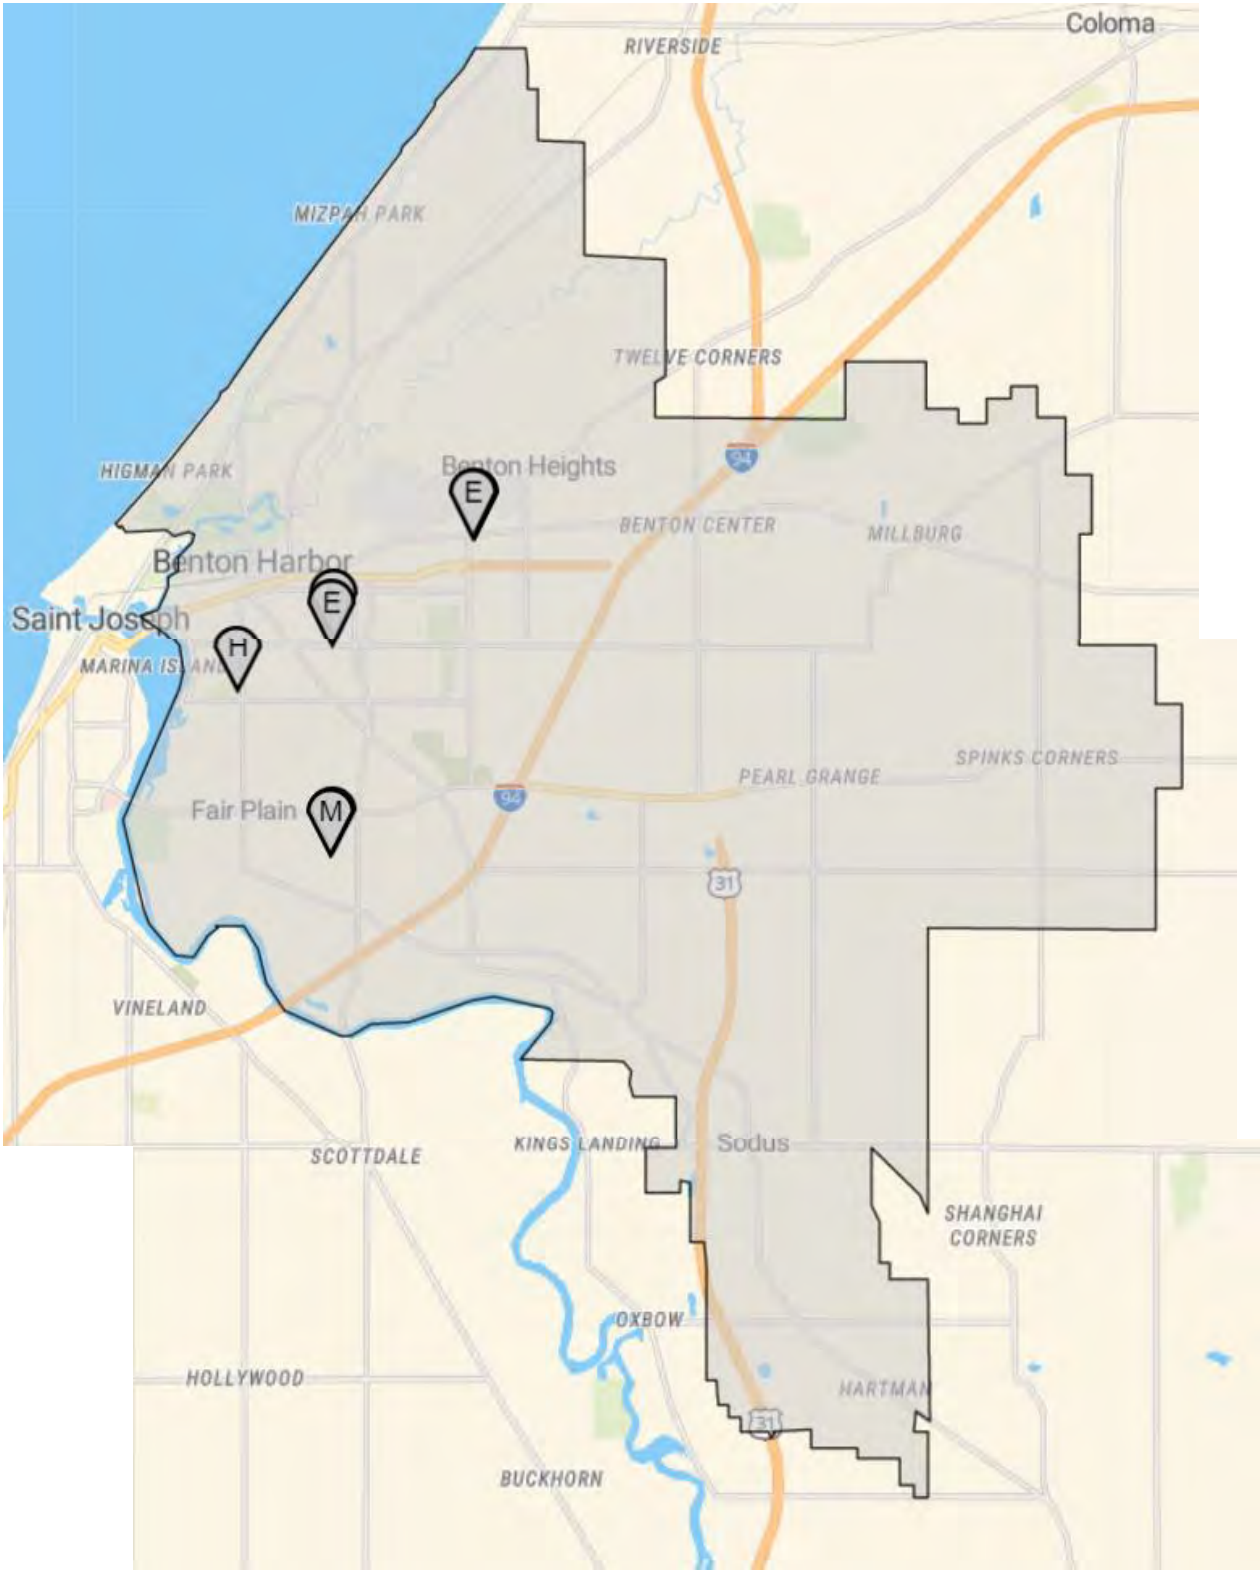 Coloma
RIVERSIDE
MIZPAH PARK
TWELVE CORNERS
94
HIGMAN PARK
Benton Heights
E
BENTON CENTER
MILLBURG
Benton Harbor
E
Saint Joseph
H
MARINA ISLAND
SPINKS CORNERS
PEARL GRANGE
94
Fair Plain
M
31
VINELAND
KINGS LANDING
Sodus
SCOTTDALE
SHANGHAI
CORNERS
OXBOW
HOLLYWOOD
HARTMAN
31
BUCKHORN